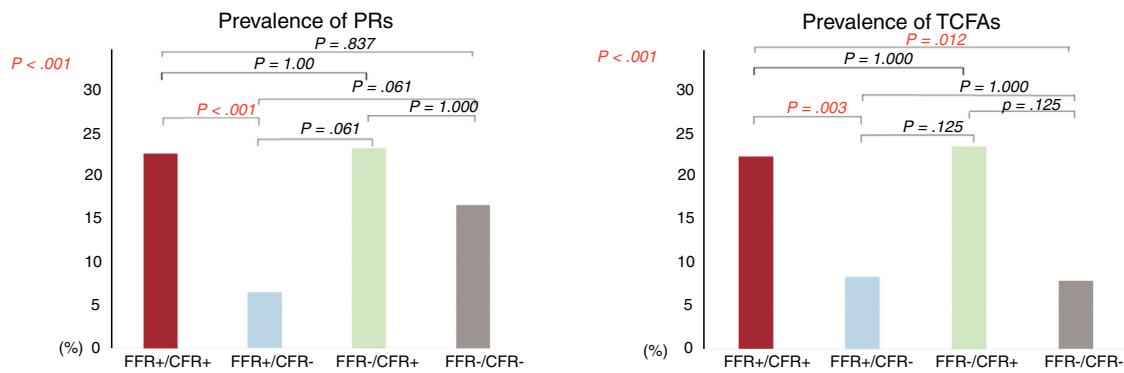 Prevalence of PRs
P < .001
P = .837
P = 1.00
P = .061
P < .001
P = 1.000
P = .061
30
25
20
15
10
5
(%) 0
FFR+/CFR+ FFR+/CFR- FFR-/CFR+ FFR-/CFR-
Prevalence of TCFAs
P < .001
P = .012
P = 1.000
P = 1.000
P = .003
p = .125
P = .125
30
25
20
15
10
5
(%) 0
FFR+/CFR+ FFR+/CFR- FFR-/CFR+ FFR-/CFR-